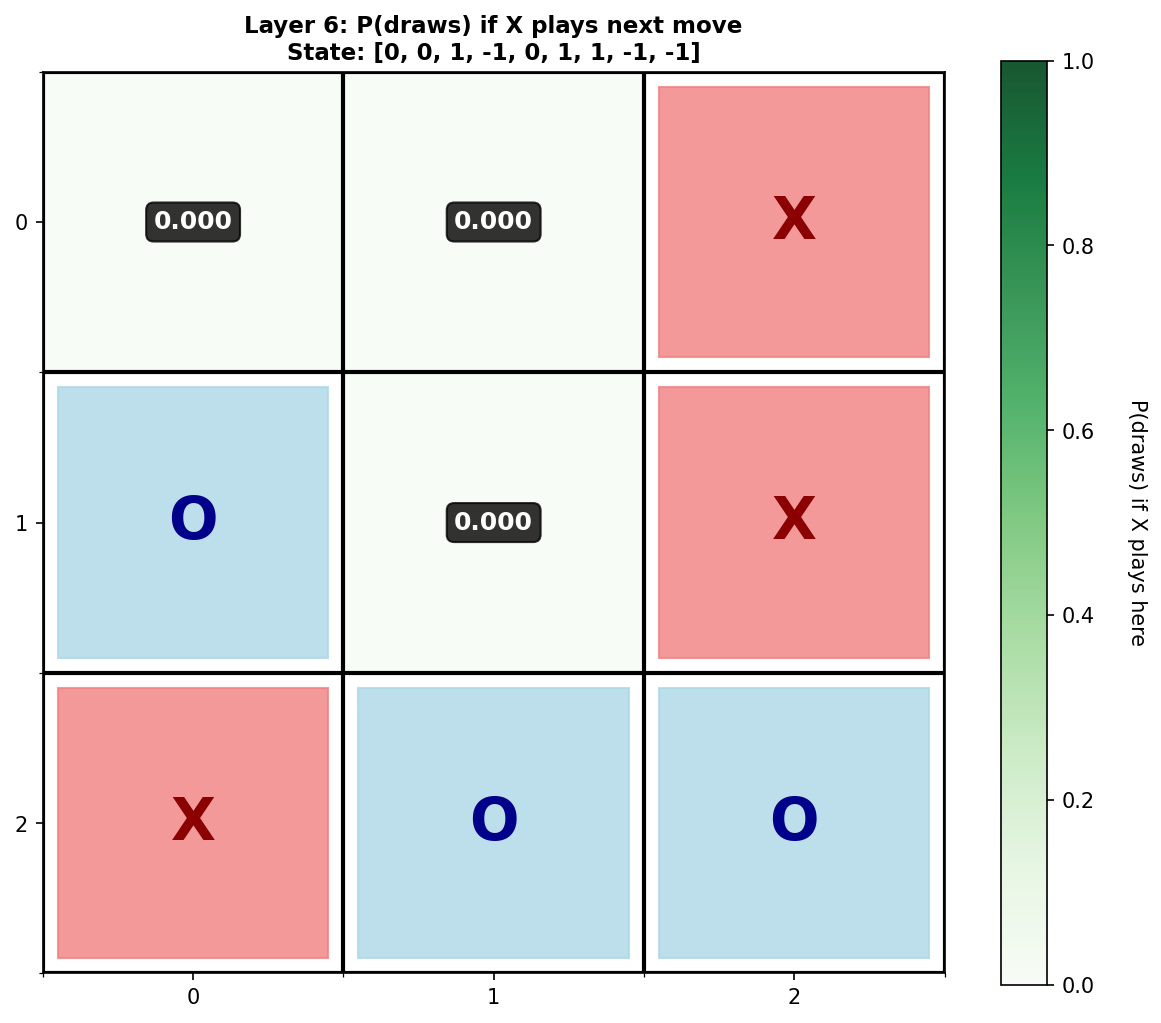 Layer 6: P(draws) if X plays next move
State: [0, 0, 1, -1, 0, 1, 1, -1, -1]
0
0.000
0.000
X
1
O
0.000
X
2
X
O
O
0
1
2
1.0
0.8
0.6
0.4
0.2
0.0
P(draws) if X plays here